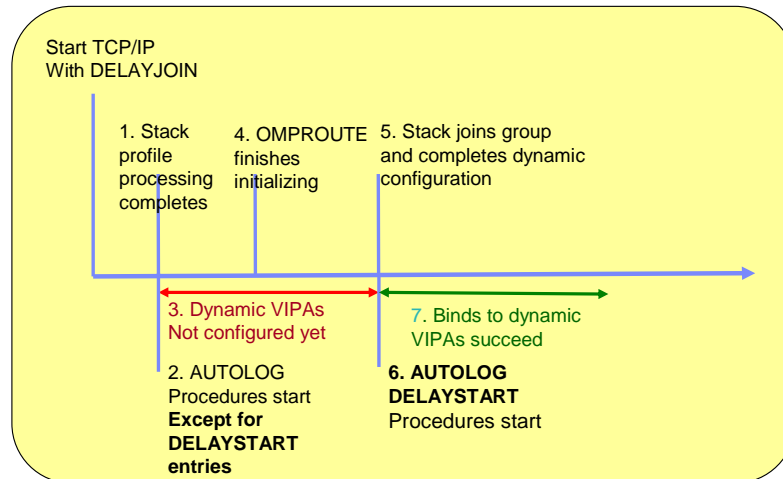 Start TCP/IP
With DELAYJOIN
1. Stack
profile
processing
completes
4. OMPROUTE
finishes
initializing
5. Stack joins group
and completes dynamic
configuration
3. Dynamic VIPAs
Not configured yet
7. Binds to dynamic
VIPAs succeed
2. AUTOLOG
Procedures start
Except for
DELAYSTART
entries
6. AUTOLOG
DELAYSTART
Procedures start